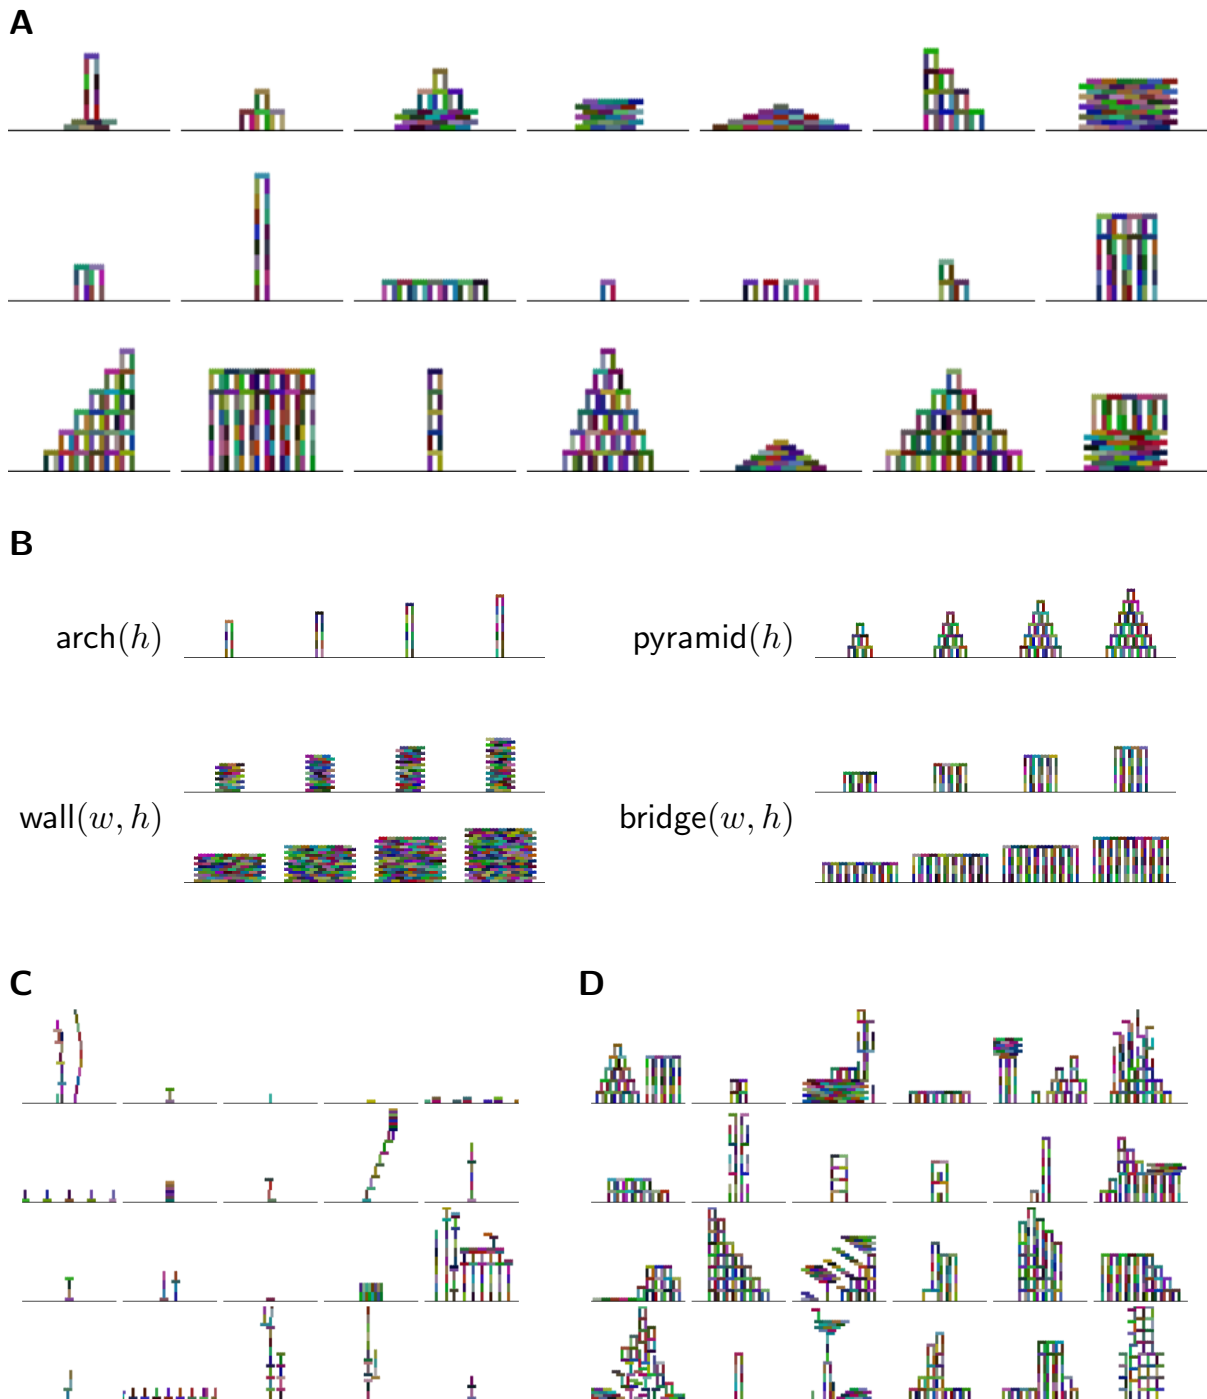 A
B
arch(h)
pyramid(h)
wall(w, h)
bridge(w, h)
C
D